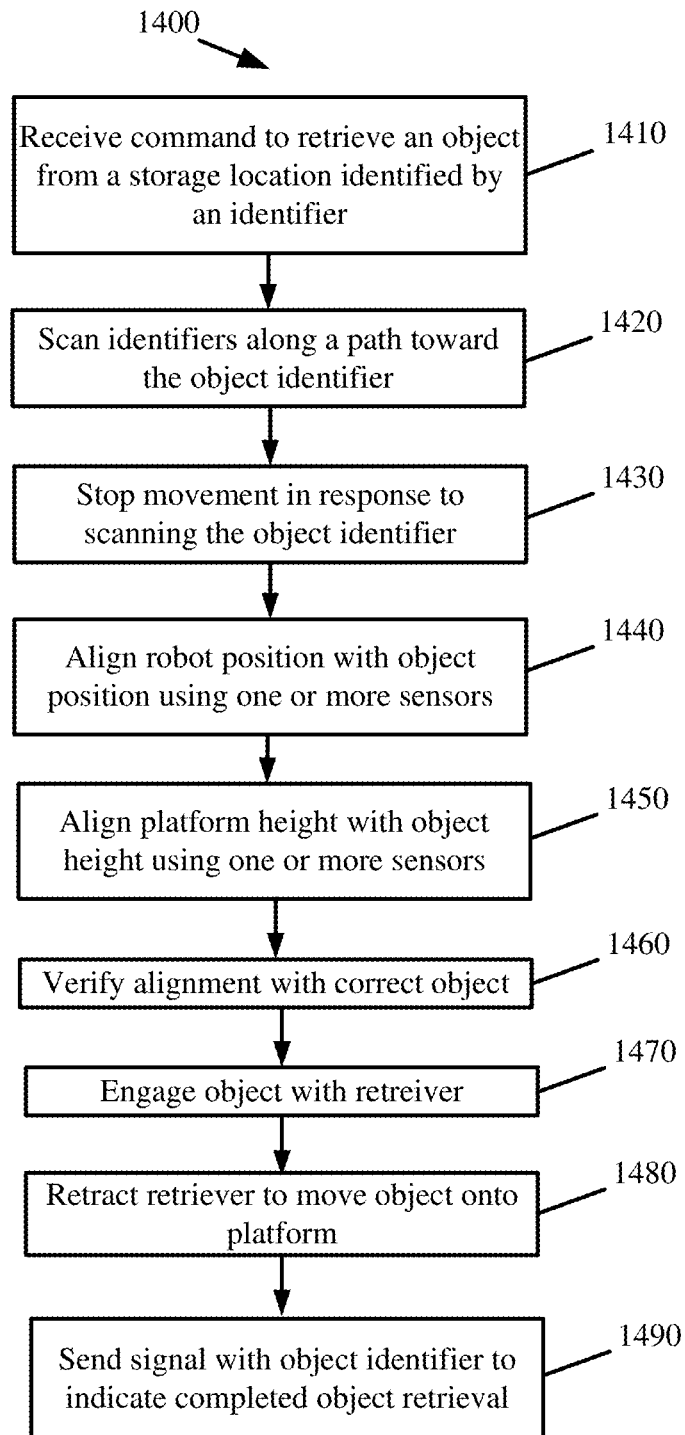 1400
Receive command to retrieve an object
from a storage location identified by
an identifier
1410
Scan identifiers along a path toward
the object identifier
1420
Stop movement in response to
scanning the object identifier
1430
Align robot position with object
position using one or more sensors
1440
Align platform height with object
height using one or more sensors
1450
Verify alignment with correct object
1460
Engage object with retreiver
1470
Retract retriever to move object onto
platform
1480
Send signal with object identifier to
indicate completed object retrieval
1490